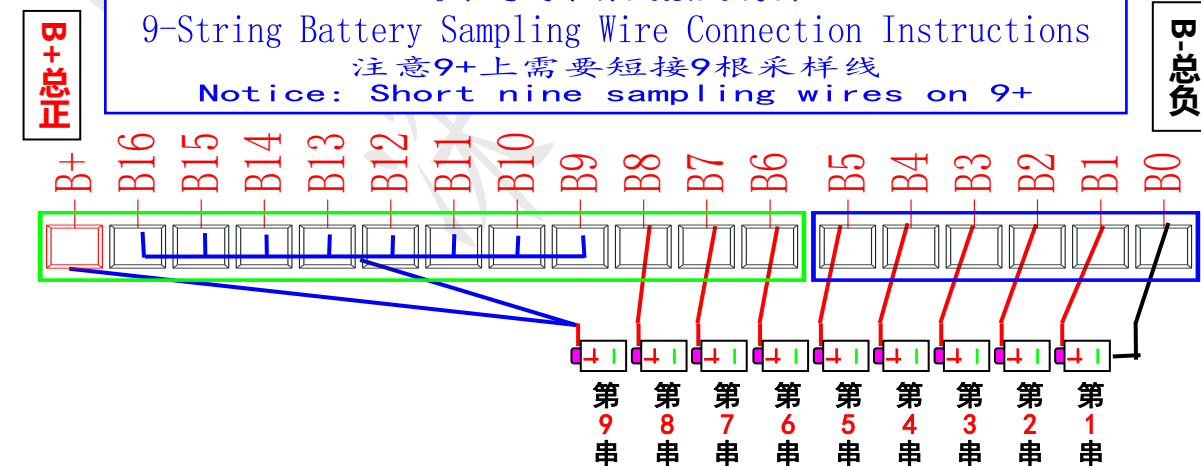 9-String Battery Sampling Wire Connection Instructions
注意9+上需要短接9根采样线
Notice: Short nine sampling wires on 9+
B+总正
B-总负
B+ B16 B15 B14 B13 B12 B11 B10 B9 B8 B7 B6 B5 B4 B3 B2 B1 B0
第9串 第8串 第7串 第6串 第5串 第4串 第3串 第2串 第1串